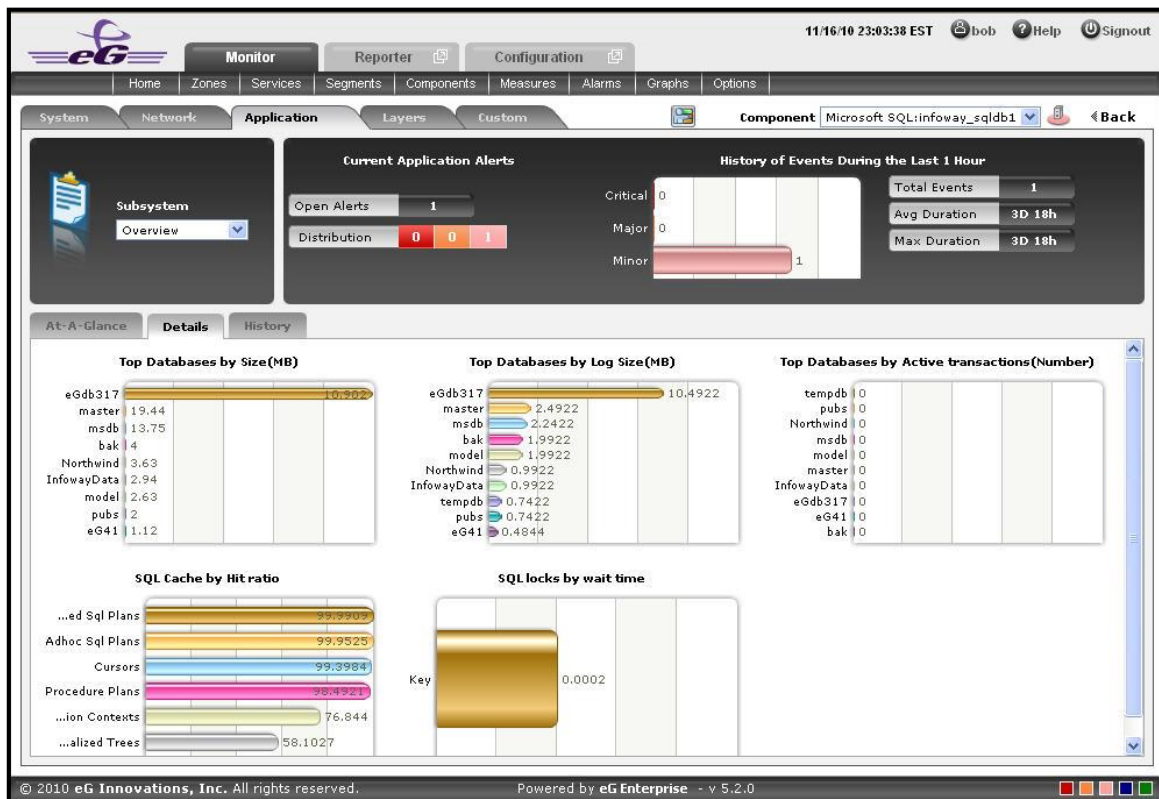 11/16/10 23:03:38 EST bob Help Signout
eG
Monitor Reporter Configuration
Home Zones Services Segments Components Measures Alarms Graphs Options
System Network Application Layers Custom Component Microsoft SQL:infoway_sqldb1 Back
Subsystem
Overview
Current Application Alerts
Open Alerts 1
Distribution 0 0 1
History of Events During the Last 1 Hour
Critical 0
Major 0
Minor 1
Total Events 1
Avg Duration 3D 18h
Max Duration 3D 18h
At-A-Glance Details History
Top Databases by Size(MB)
eGdb317 10,902
master 19.44
msdb 13.75
bak 4
Northwind 3.63
InfowayData 2.94
model 2.63
pubs 2
eG41 1.12
Top Databases by Log Size(MB)
eGdb317 10.4922
master 2.4922
msdb 2.2422
bak 1.9922
model 1.9922
Northwind 0.9922
InfowayData 0.9922
tempdb 0.7422
pubs 0.7422
eG41 0.4844
Top Databases by Active transactions(Number)
tempdb 0
pubs 0
Northwind 0
msdb 0
model 0
master 0
InfowayData 0
eGdb317 0
eG41 0
bak 0
SQL Cache by Hit ratio
...ed Sql Plans 99.9909
Adhoc Sql Plans 99.9525
Cursors 99.3984
Procedure Plans 98.4921
...ion Contexts 76.844
...alized Trees 58.1027
SQL locks by wait time
Key 0.0002
© 2010 eG Innovations, Inc. All rights reserved. Powered by eG Enterprise - v 5.2.0